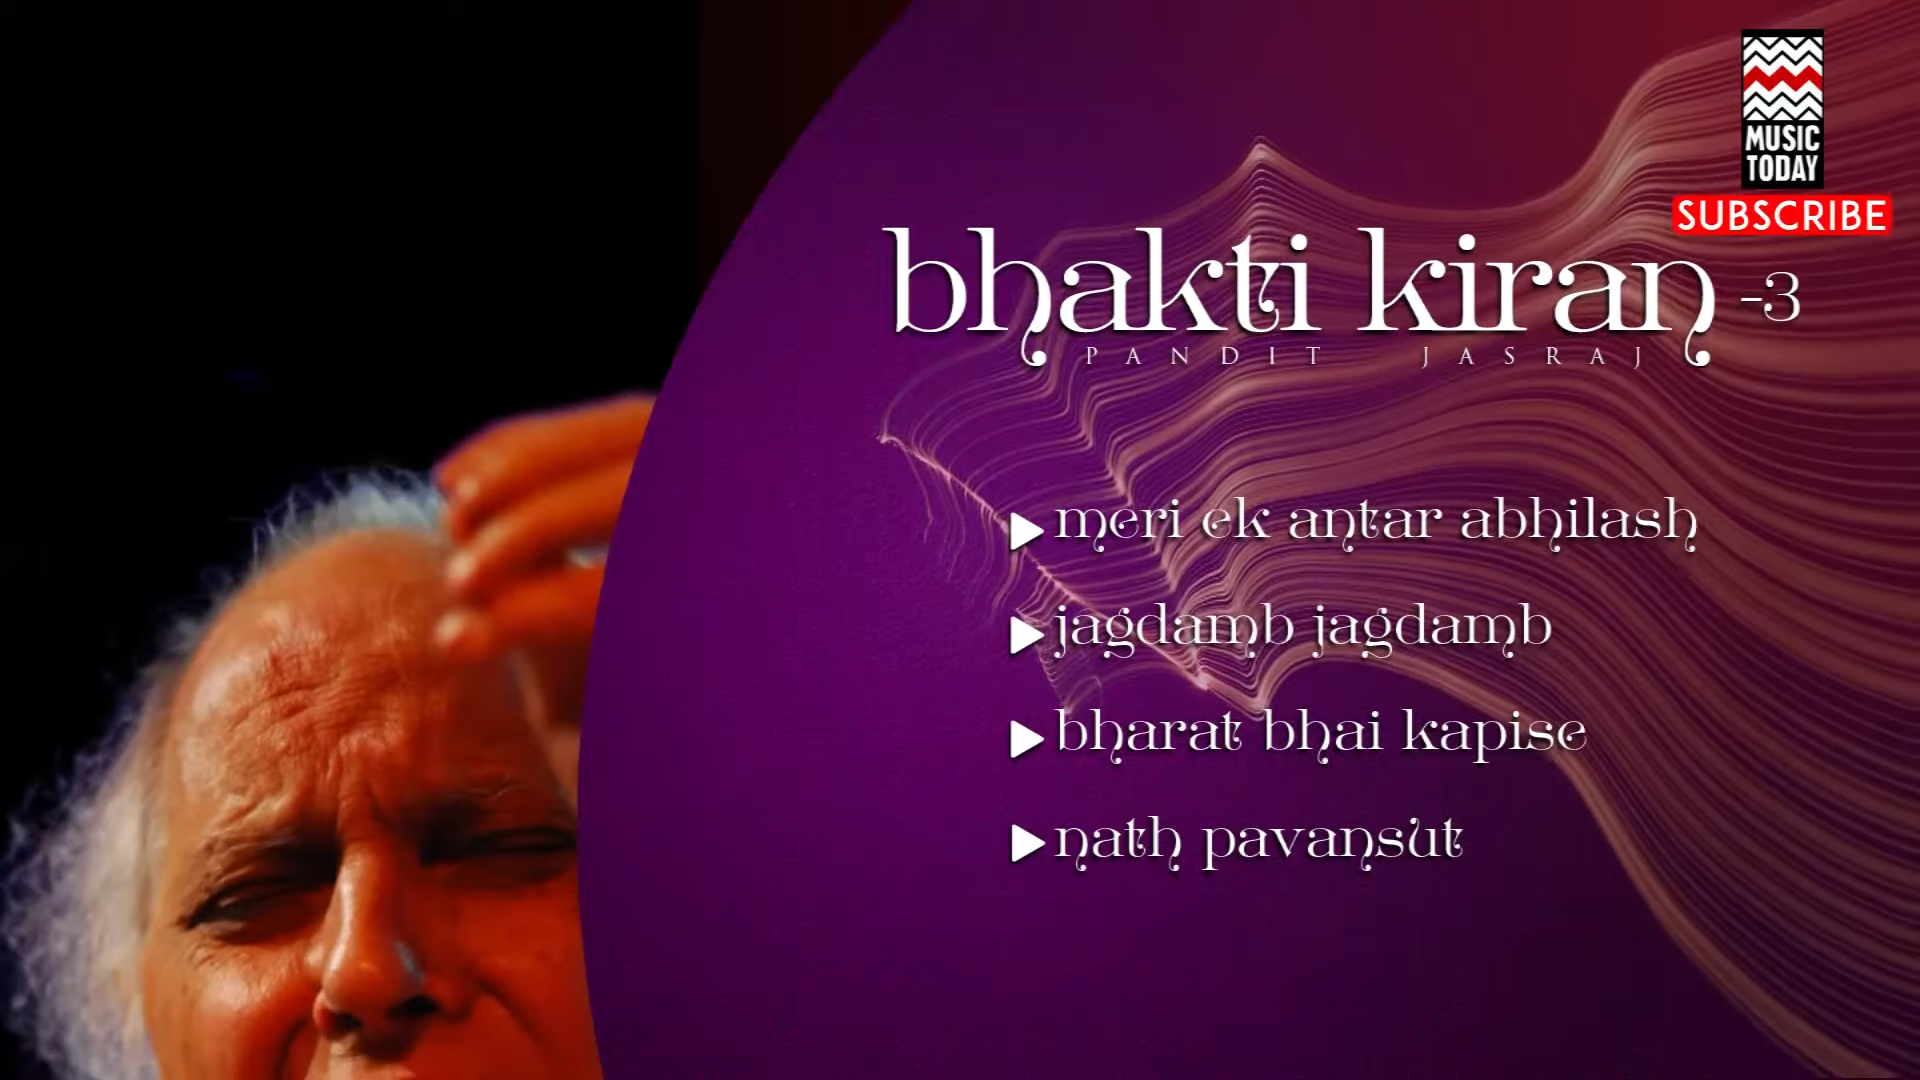 MUSIC
TODAY
SUBSCRIBE
bhakti kiran -3
PANDIT JASRAJ
meri ek antar abhilash
jagdamb jagdamb
bharat bhai kapise
nath pavansut